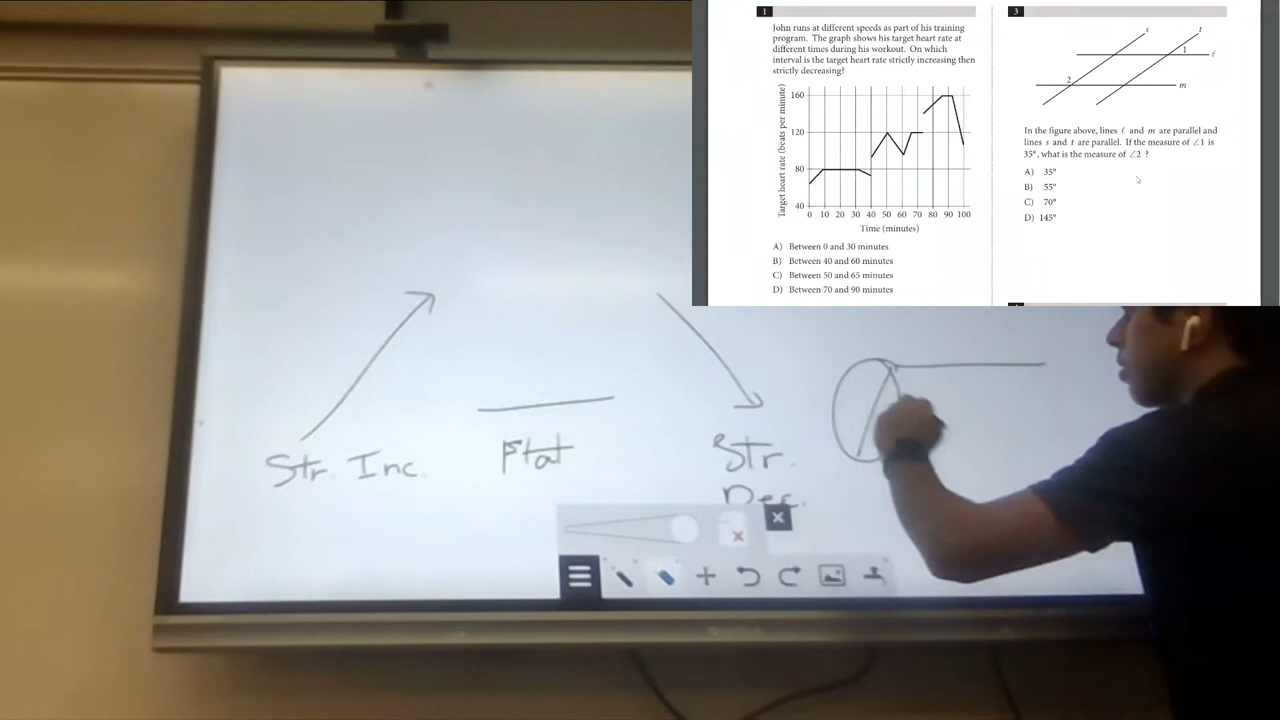 1
John runs at different speeds as part of his training
program. The graph shows his target heart rate at
different times during his workout. On which
interval is the target heart rate strictly increasing then
strictly decreasing?
Target heart rate (beats per minute)
160
120
80
40
0 10 20 30 40 50 60 70 80 90 100
Time (minutes)
A) Between 0 and 30 minutes
B) Between 40 and 60 minutes
C) Between 50 and 65 minutes
D) Between 70 and 90 minutes
3
s
t
1
ℓ
2
m
In the figure above, lines ℓ and m are parallel and
lines s and t are parallel. If the measure of ∠1 is
35°, what is the measure of ∠2 ?
A) 35°
B) 55°
C) 70°
D) 145°
Str. Inc.
Flat
Str.
Dec.